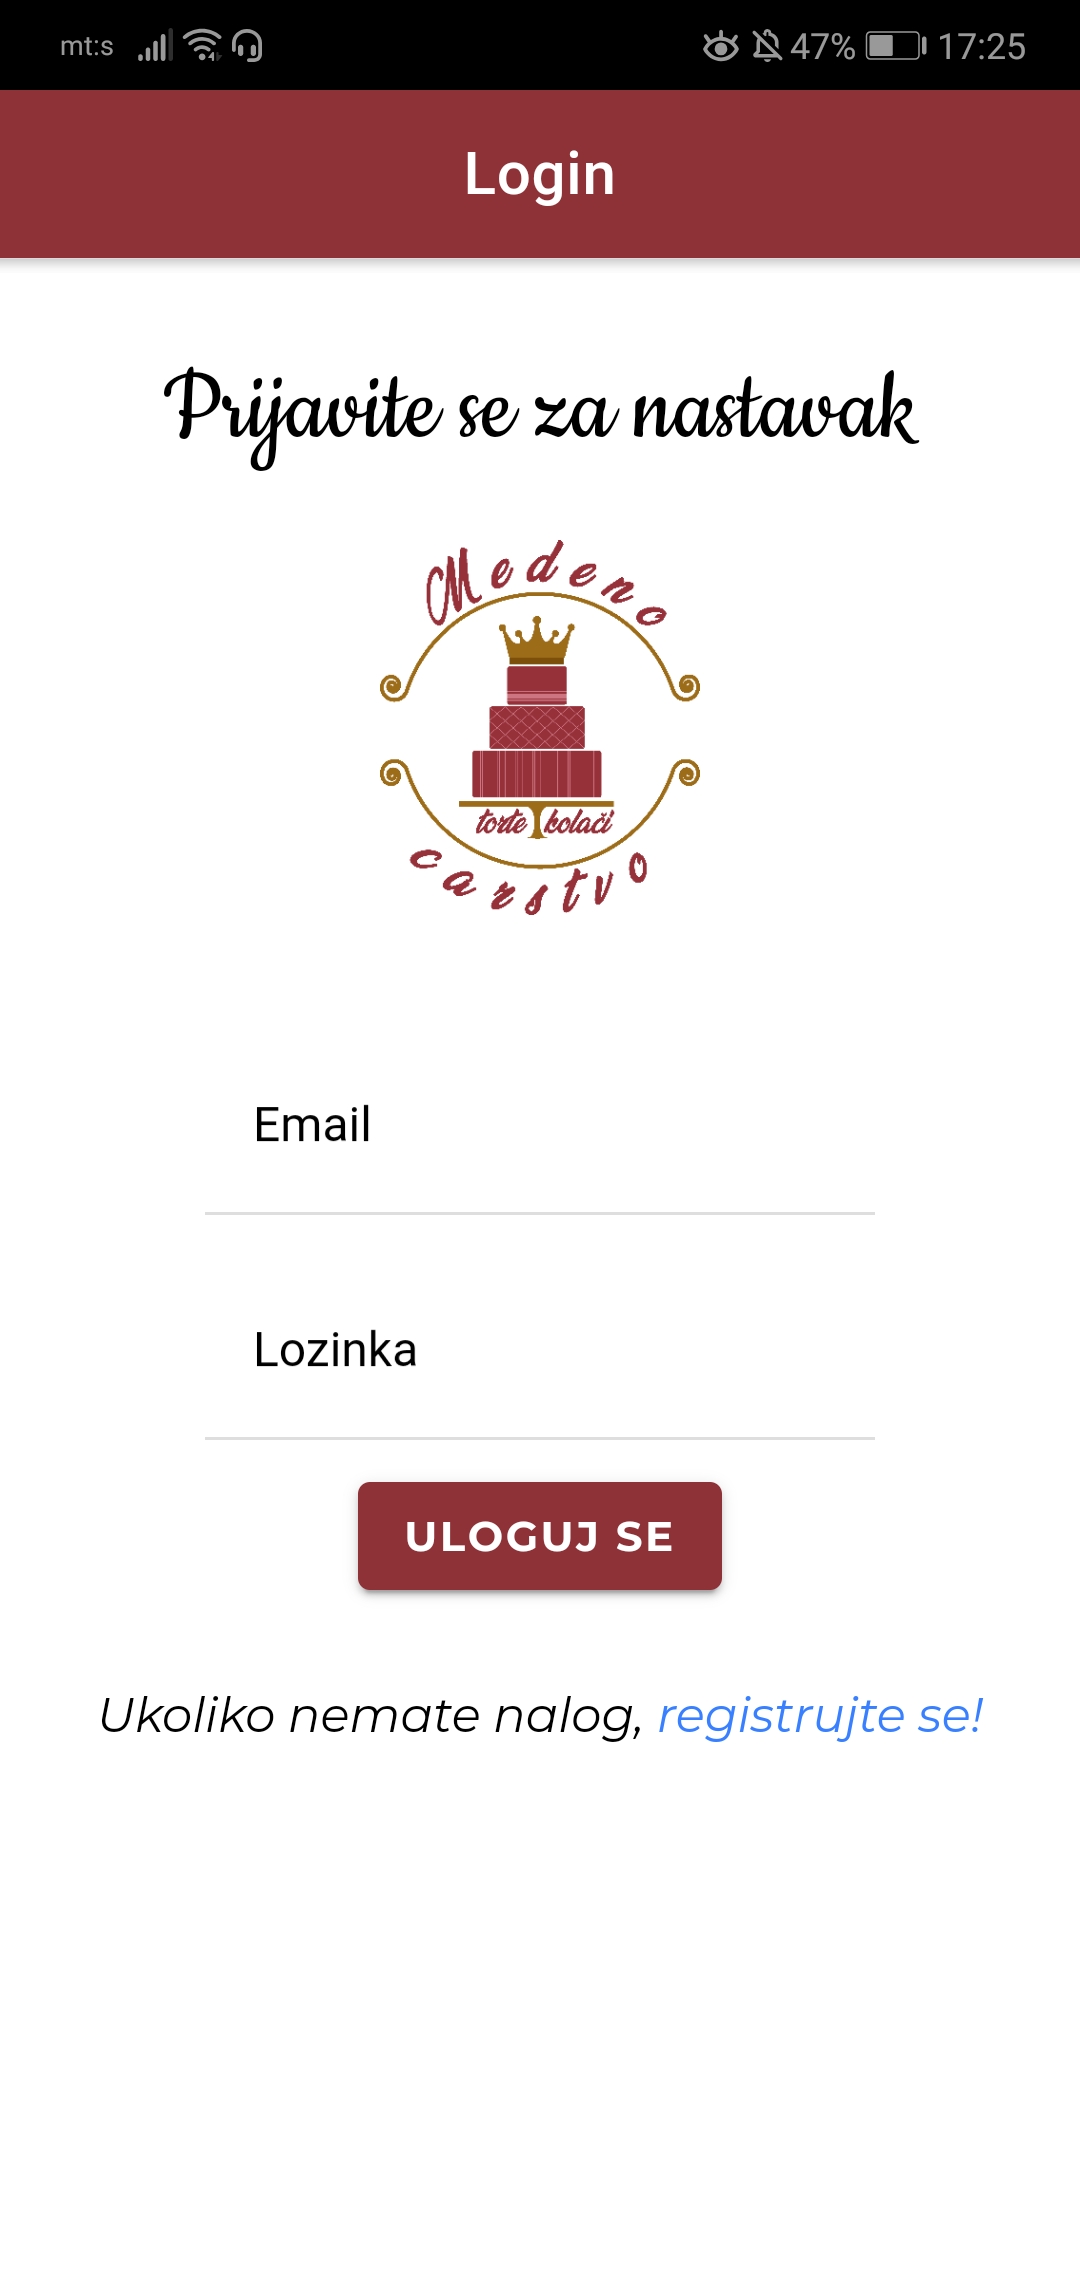 mt:s 47% 17:25
Login
Prijavite se za nastavak
Medeno
torte kolači
carstvo
Email
Lozinka
ULOGUJ SE
Ukoliko nemate nalog, registrujte se!